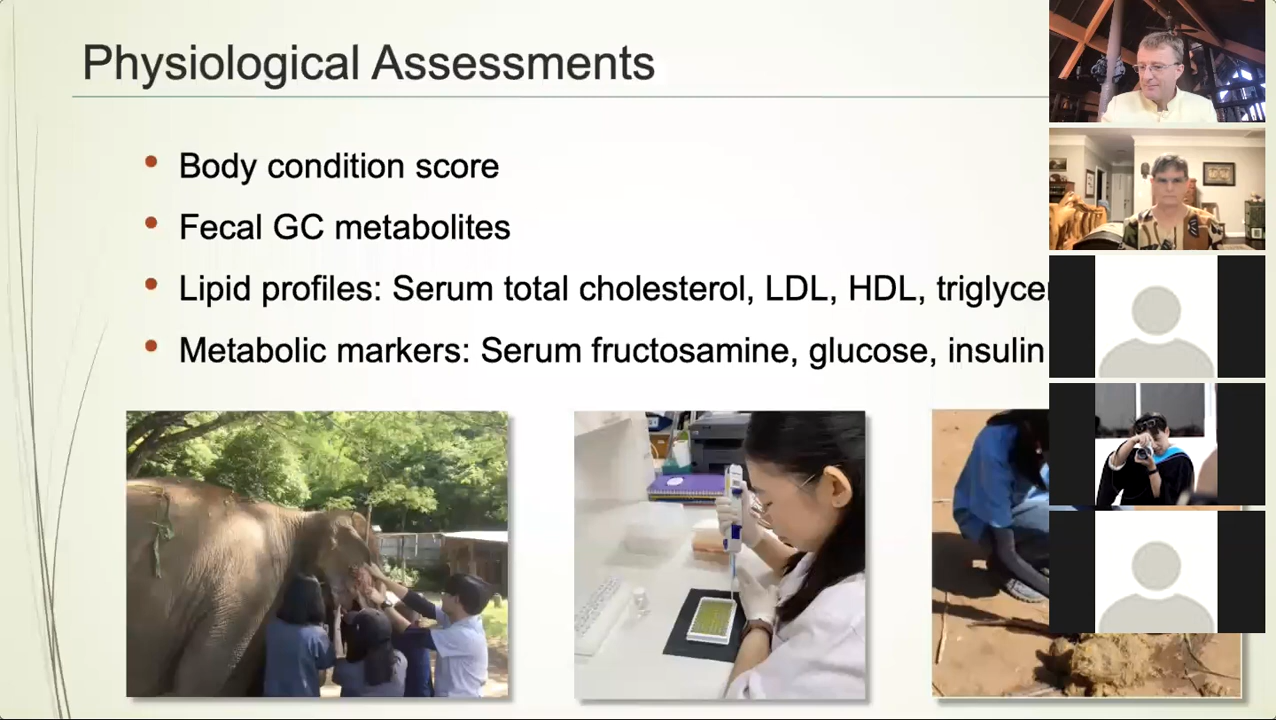 Physiological Assessments
• Body condition score
• Fecal GC metabolites
• Lipid profiles: Serum total cholesterol, LDL, HDL,
• Metabolic markers: Serum fructosamine, glucose, insulin